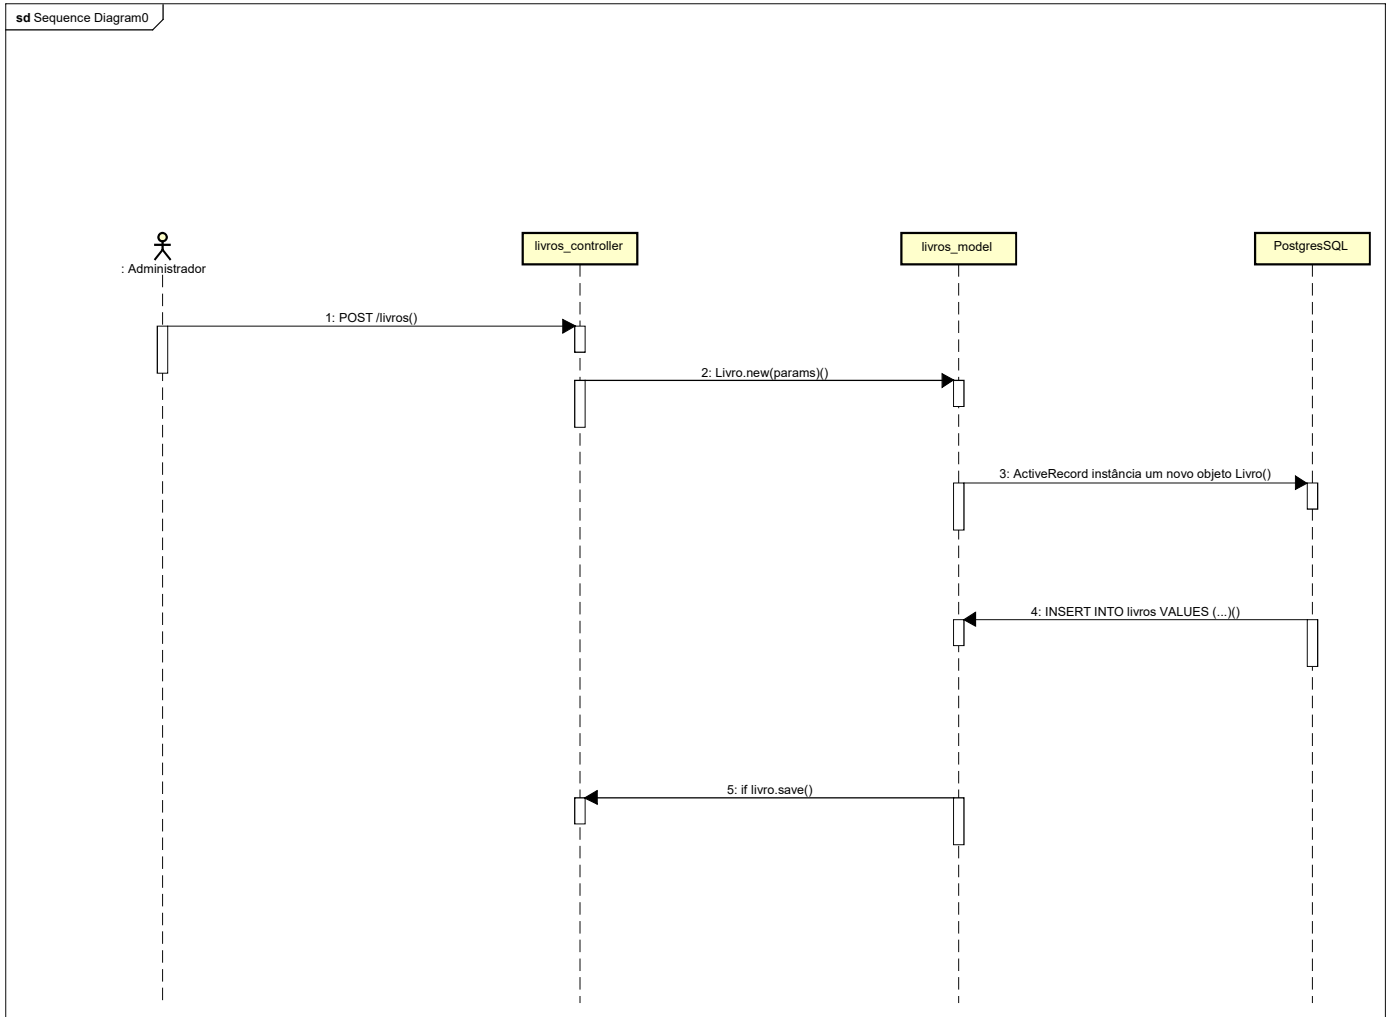 sd Sequence Diagram0
: Administrador
livros_controller
livros_model
PostgresSQL
1: POST /livros()
2: Livro.new(params)()
3: ActiveRecord instância um novo objeto Livro()
4: INSERT INTO livros VALUES (...)()
5: if livro.save()